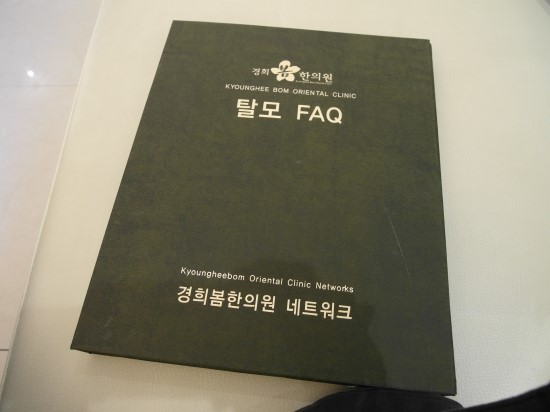 경희 봄 한의원
KYOUNGHEE BOM ORIENTAL CLINIC
탈모 FAQ
Kyoungheebom Oriental Clinic Networks
경희봄한의원 네트워크